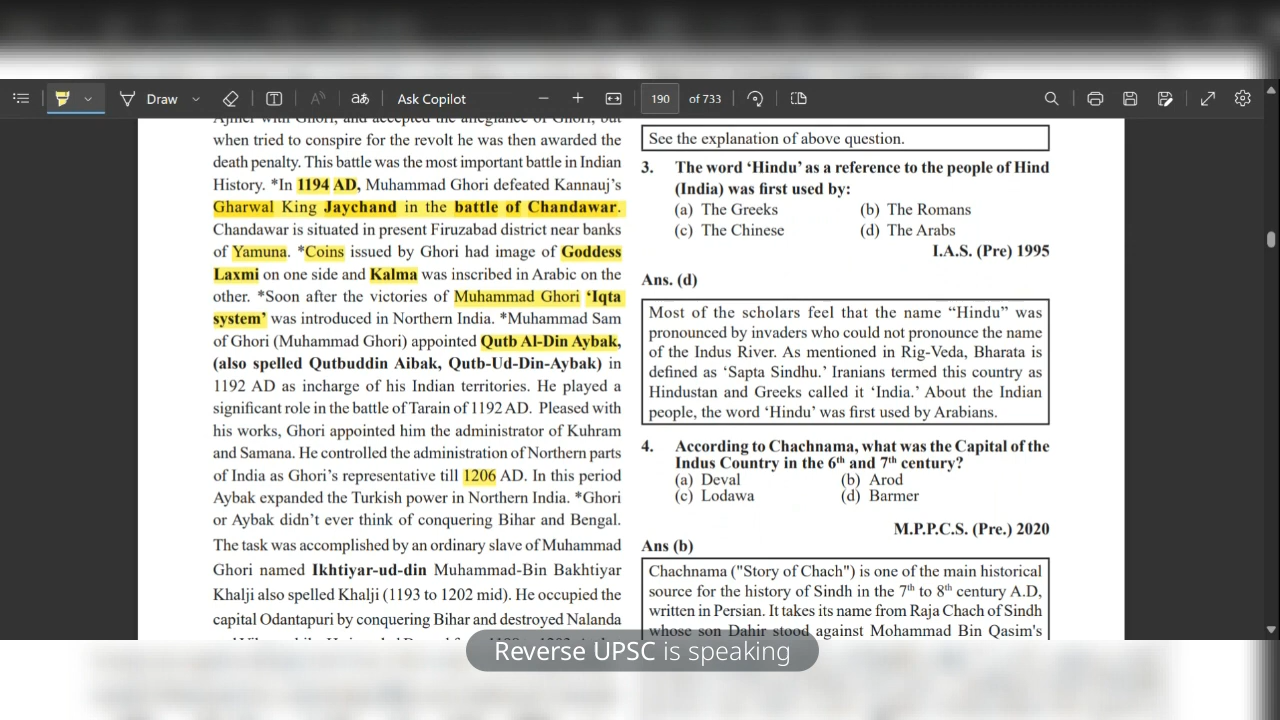 Draw
Ask Copilot
190 of 733
Ajmer with Ghori, and accepted the allegiance of Ghori, but
when tried to conspire for the revolt he was then awarded the
death penalty. This battle was the most important battle in Indian
History. *In 1194 AD, Muhammad Ghori defeated Kannauj's
Gharwal King Jaychand in the battle of Chandawar.
Chandawar is situated in present Firuzabad district near banks
of Yamuna. *Coins issued by Ghori had image of Goddess
Laxmi on one side and Kalma was inscribed in Arabic on the
other. *Soon after the victories of Muhammad Ghori 'Iqta
system' was introduced in Northern India. *Muhammad Sam
of Ghori (Muhammad Ghori) appointed Qutb Al-Din Aybak,
(also spelled Qutbuddin Aibak, Qutb-Ud-Din-Aybak) in
1192 AD as incharge of his Indian territories. He played a
significant role in the battle of Tarain of 1192 AD. Pleased with
his works, Ghori appointed him the administrator of Kuhram
and Samana. He controlled the administration of Northern parts
of India as Ghori's representative till 1206 AD. In this period
Aybak expanded the Turkish power in Northern India. *Ghori
or Aybak didn't ever think of conquering Bihar and Bengal.
The task was accomplished by an ordinary slave of Muhammad
Ghori named Ikhtiyar-ud-din Muhammad-Bin Bakhtiyar
Khalji also spelled Khalji (1193 to 1202 mid). He occupied the
capital Odantapuri by conquering Bihar and destroyed Nalanda
See the explanation of above question.
3. The word 'Hindu' as a reference to the people of Hind
(India) was first used by:
(a) The Greeks (b) The Romans
(c) The Chinese (d) The Arabs
I.A.S. (Pre) 1995
Ans. (d)
Most of the scholars feel that the name "Hindu" was
pronounced by invaders who could not pronounce the name
of the Indus River. As mentioned in Rig-Veda, Bharata is
defined as 'Sapta Sindhu.' Iranians termed this country as
Hindustan and Greeks called it 'India.' About the Indian
people, the word 'Hindu' was first used by Arabians.
4. According to Chachnama, what was the Capital of the
Indus Country in the 6th and 7th century?
(a) Deval (b) Arod
(c) Lodawa (d) Barmer
M.P.P.C.S. (Pre.) 2020
Ans (b)
Chachnama ("Story of Chach") is one of the main historical
source for the history of Sindh in the 7th to 8th century A.D,
written in Persian. It takes its name from Raja Chach of Sindh
whose son Dahir stood against Mohammad Bin Qasim's
Reverse UPSC is speaking